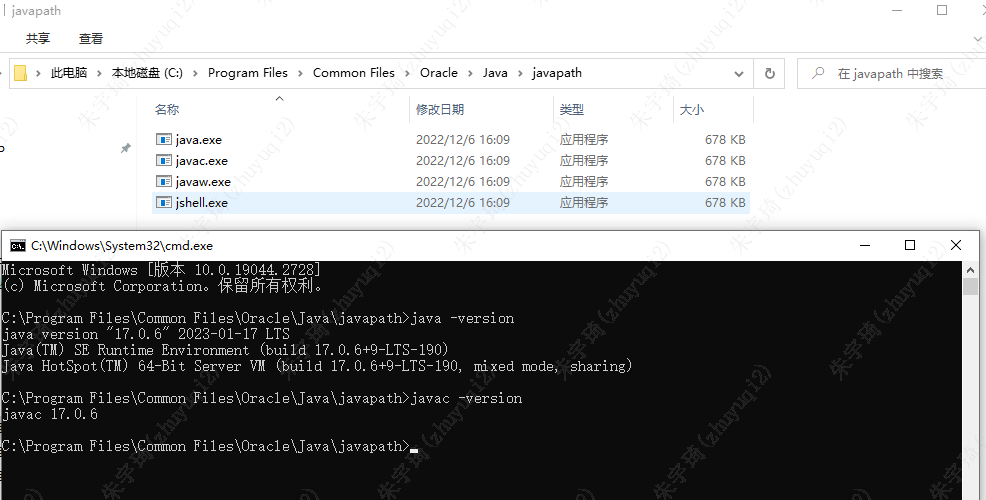 javapath
共享 查看
此电脑 本地磁盘 (C:) Program Files Common Files Oracle Java javapath 在 javapath 中搜索
名称 修改日期 类型 大小
java.exe 2022/12/6 16:09 应用程序 678 KB
javac.exe 2022/12/6 16:09 应用程序 678 KB
javaw.exe 2022/12/6 16:09 应用程序 678 KB
jshell.exe 2022/12/6 16:09 应用程序 678 KB
C:\Windows\System32\cmd.exe
Microsoft Windows [版本 10.0.19044.2728]
(c) Microsoft Corporation。保留所有权利。
C:\Program Files\Common Files\Oracle\Java\javapath>java -version
java version "17.0.6" 2023-01-17 LTS
Java(TM) SE Runtime Environment (build 17.0.6+9-LTS-190)
Java HotSpot(TM) 64-Bit Server VM (build 17.0.6+9-LTS-190, mixed mode, sharing)
C:\Program Files\Common Files\Oracle\Java\javapath>javac -version
javac 17.0.6
C:\Program Files\Common Files\Oracle\Java\javapath>
朱宇琦(zhuyuqi2)